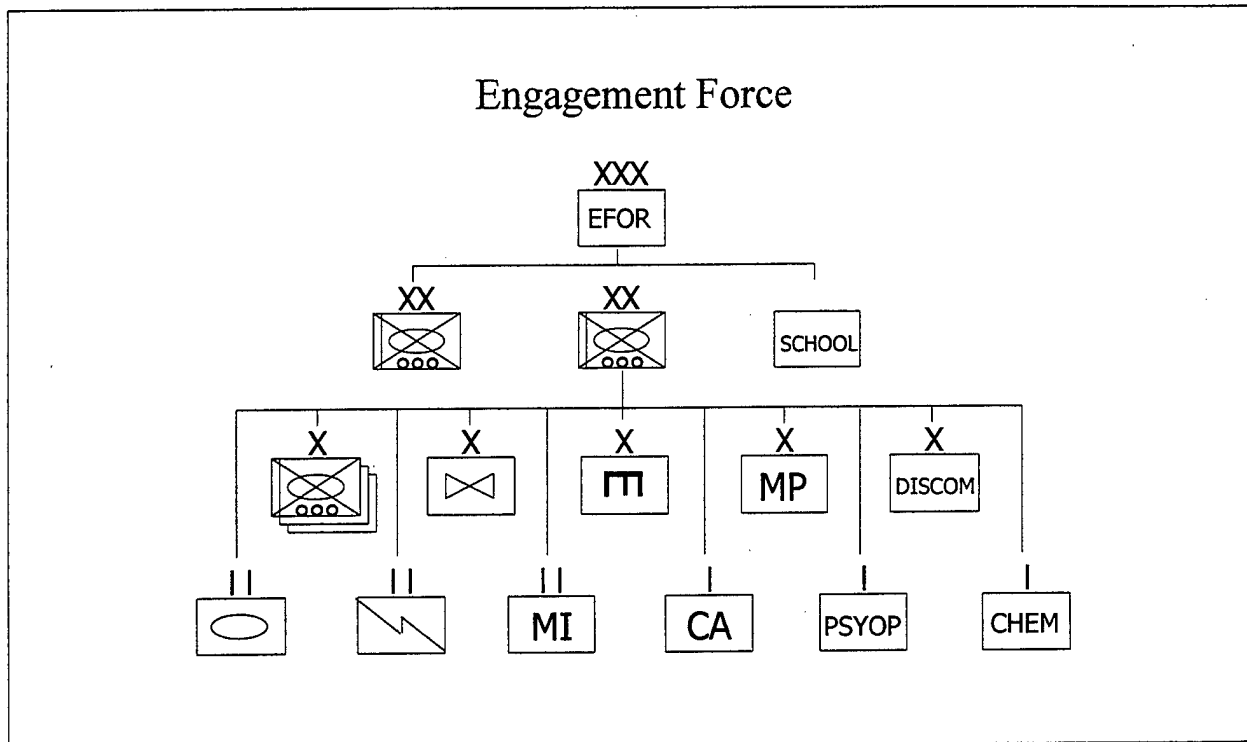 Engagement Force
XXX
EFOR
XX XX
SCHOOL
X X X X X
MP
DISCOM
II II II I I I
MI CA PSYOP CHEM